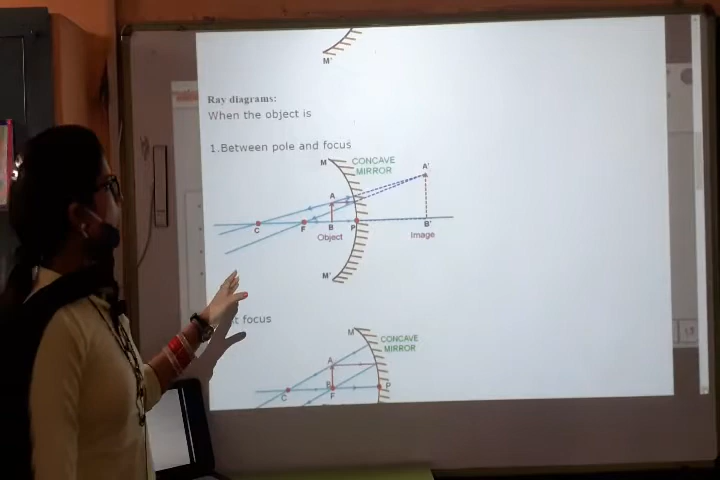 M'
Ray diagrams:
When the object is
1.Between pole and focus
M
CONCAVE
MIRROR
A'
A
C
F
B
P
B'
Object
Image
M'
t focus
M
CONCAVE
MIRROR
A
B
P
C
F